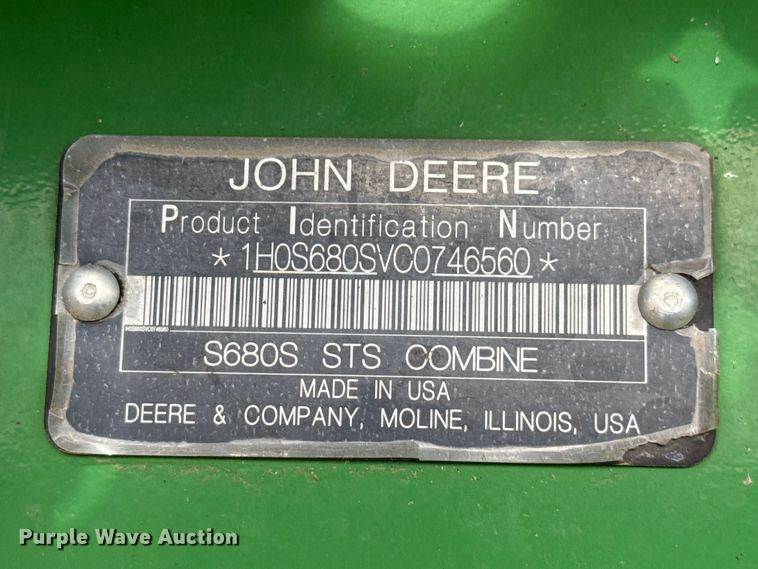 JOHN DEERE
Product Identification Number
*1H0S680SVC0746560*
1H0S680SVC0746560
S680S STS COMBINE
MADE IN USA
DEERE & COMPANY, MOLINE, ILLINOIS, USA
Purple Wave Auction